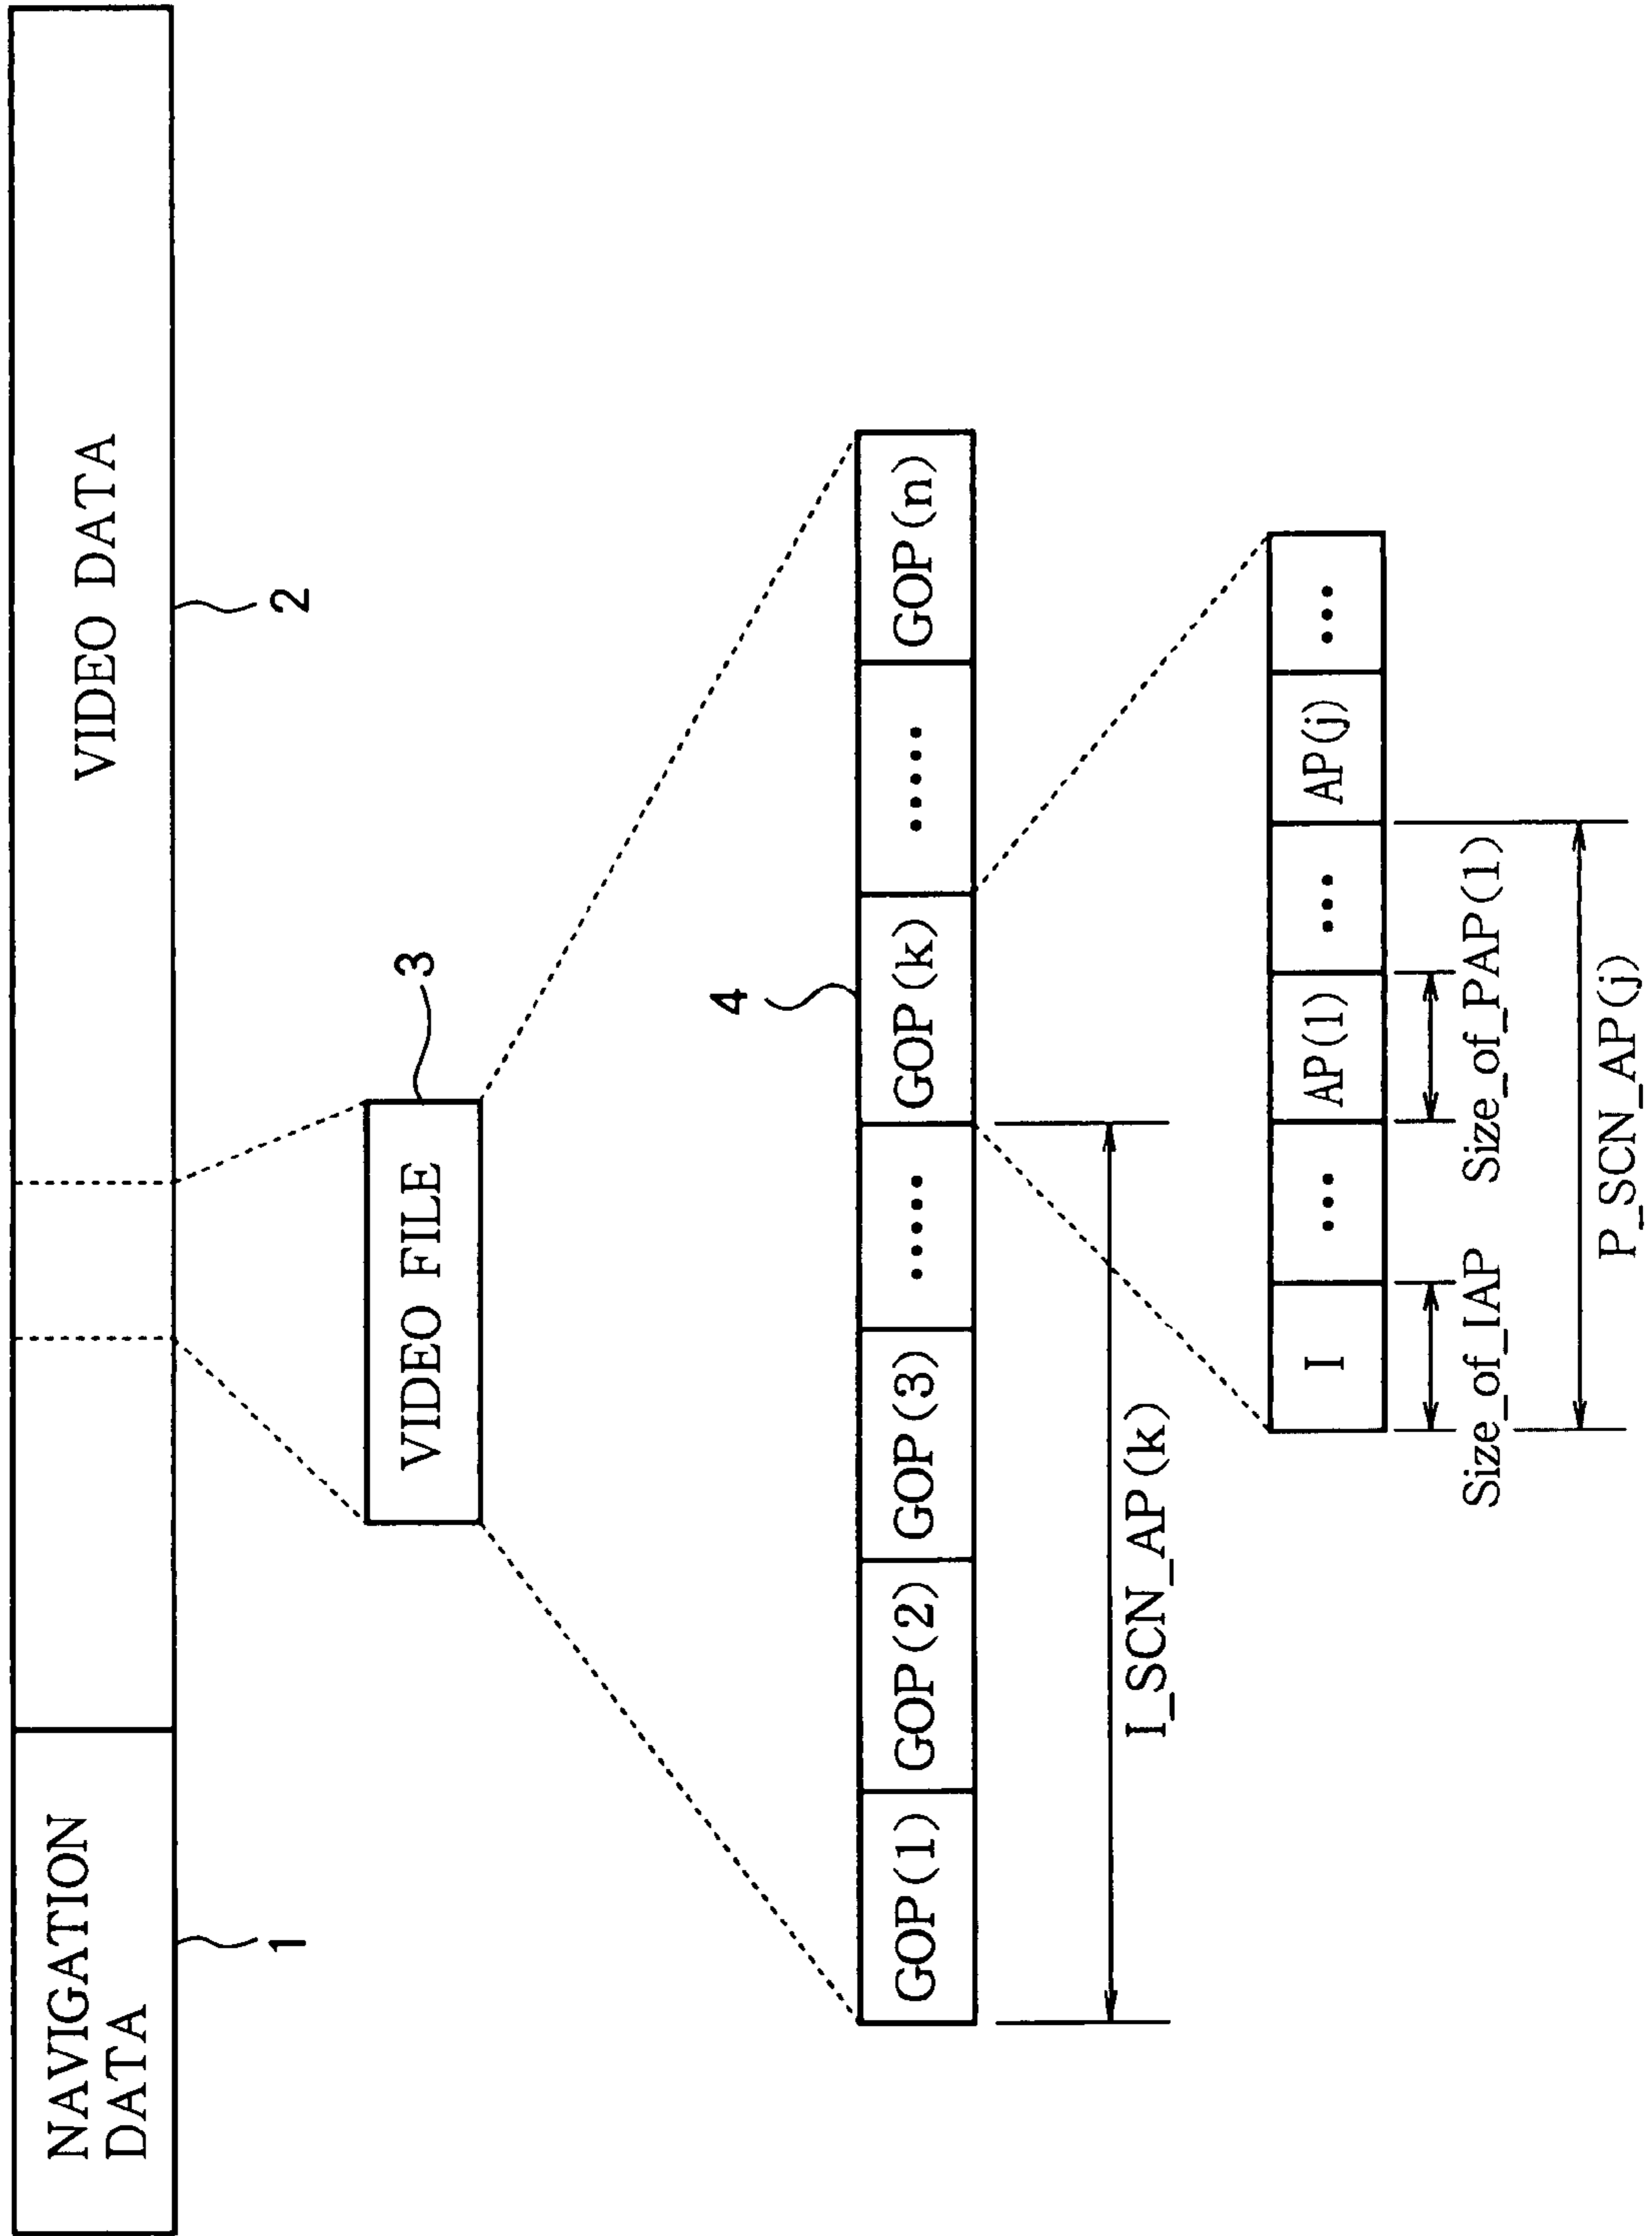 NAVIGATION
DATA
VIDEO DATA
1
2
VIDEO FILE
3
4
GOP(1)
GOP(2)
GOP(3)
.....
GOP(k)
.....
GOP(n)
I_SCN_AP(k)
I
...
AP(1)
...
AP(j)
...
Size_of_IAP
Size_of_PAP(1)
P_SCN_AP(j)